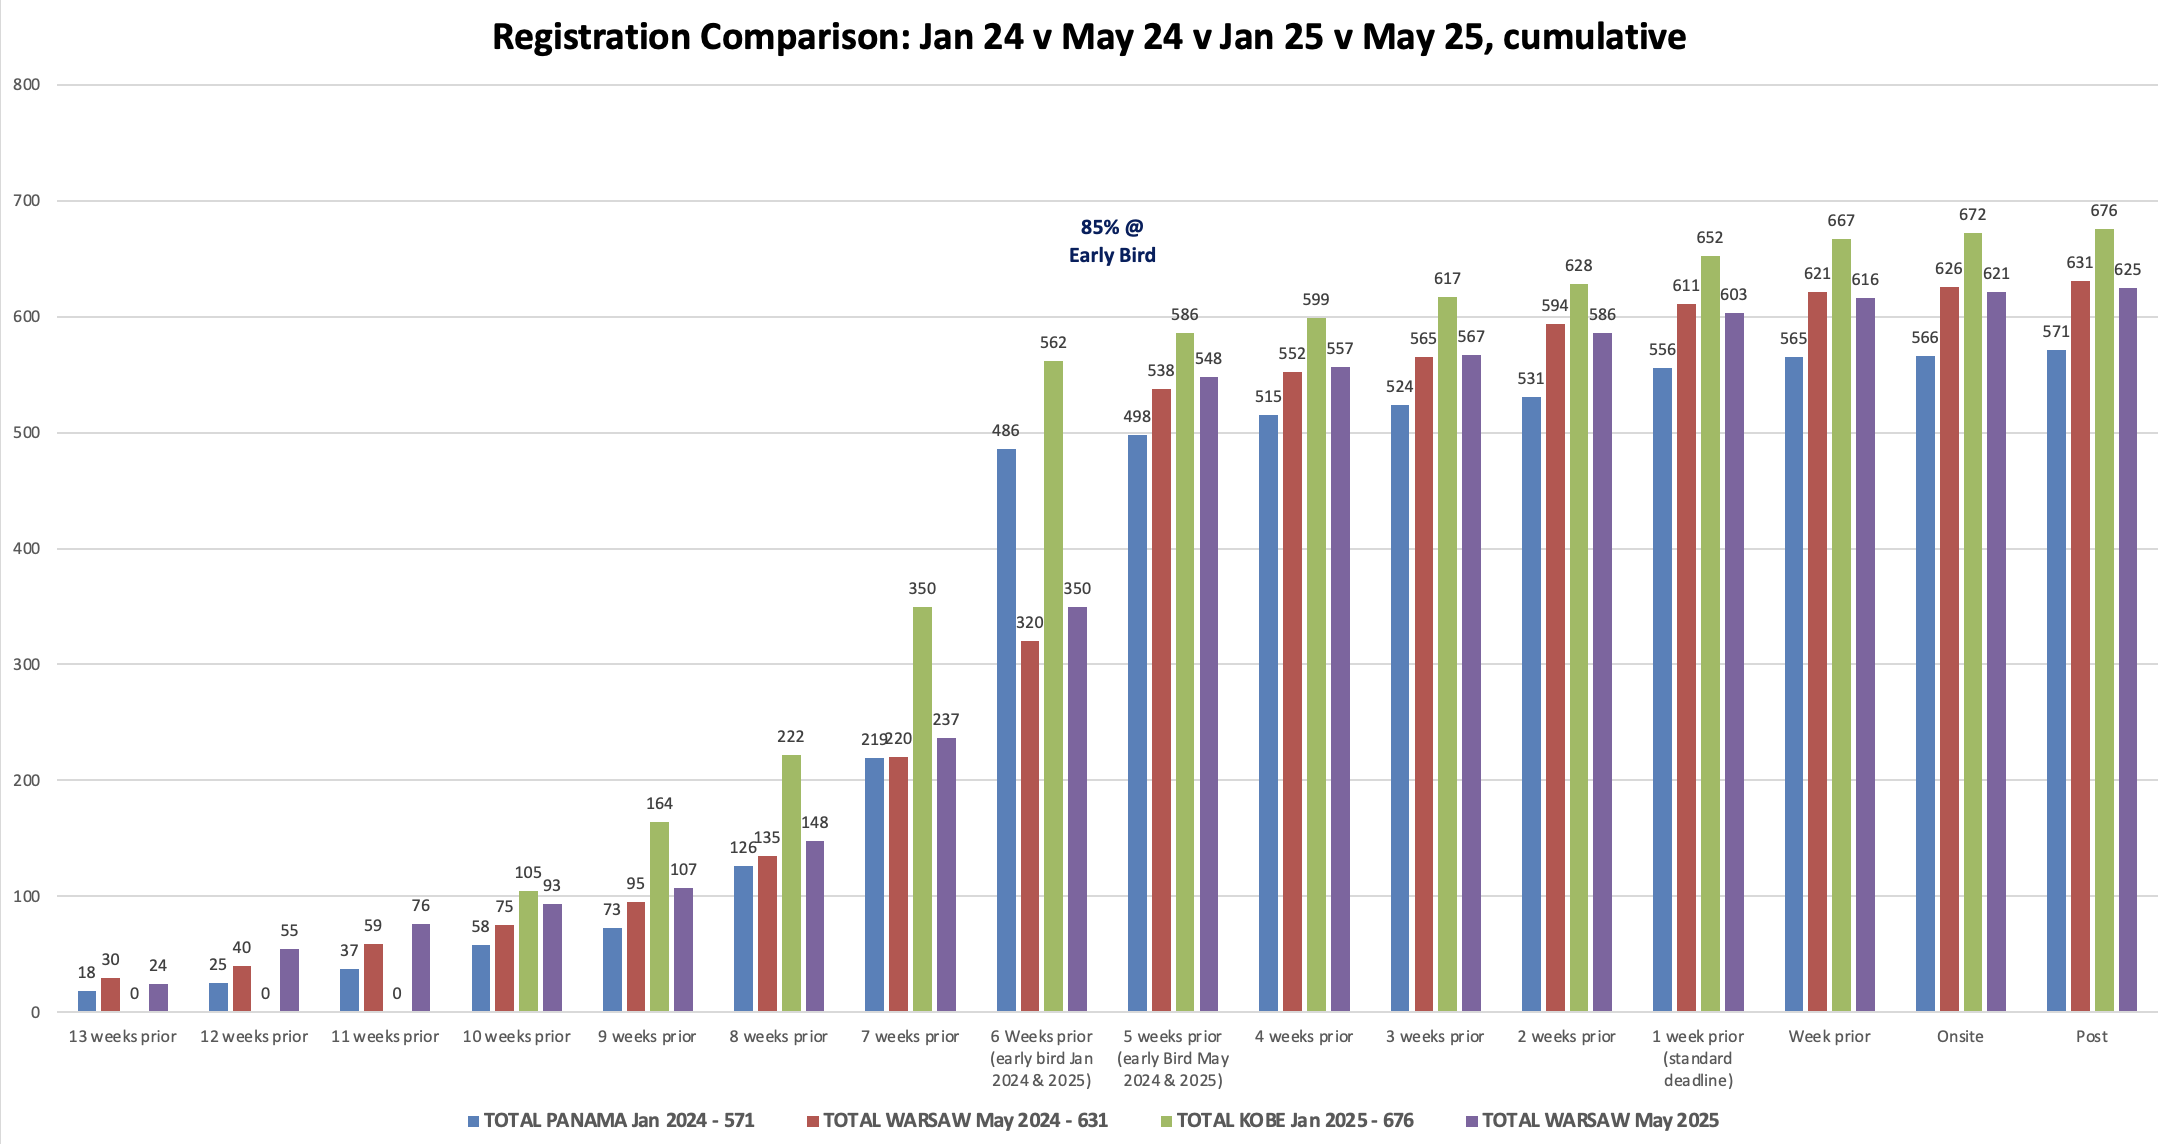 Registration Comparison: Jan 24 v May 24 v Jan 25 v May 25, cumulative
800
700
600
500
400
300
200
100
0
85% @
Early Bird
18 30 0 24
25 40 0 55
37 59 0 76
58 75 105 93
73 95 164 107
126 135 222 148
219 220 350 237
486 320 562 350
498 538 586 548
515 552 599 557
524 565 617 567
531 594 628 586
556 611 652 603
565 621 667 616
566 626 672 621
571 631 676 625
13 weeks prior
12 weeks prior
11 weeks prior
10 weeks prior
9 weeks prior
8 weeks prior
7 weeks prior
6 Weeks prior
(early bird Jan
2024 & 2025)
5 weeks prior
(early Bird May
2024 & 2025)
4 weeks prior
3 weeks prior
2 weeks prior
1 week prior
(standard
deadline)
Week prior
Onsite
Post
TOTAL PANAMA Jan 2024 - 571
TOTAL WARSAW May 2024 - 631
TOTAL KOBE Jan 2025 - 676
TOTAL WARSAW May 2025